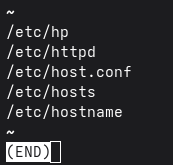 ~
/etc/hp
/etc/httpd
/etc/host.conf
/etc/hosts
/etc/hostname
~
(END)